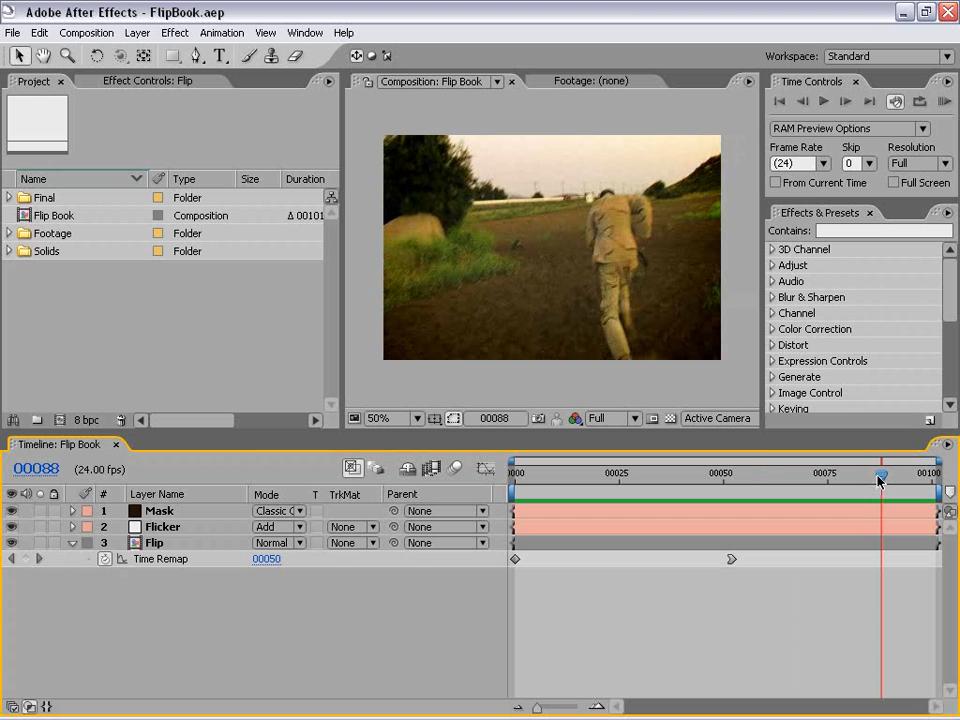 Adobe After Effects - FlipBook.aep
File Edit Composition Layer Effect Animation View Window Help
Workspace: Standard
Project Effect Controls: Flip
Composition: Flip Book Footage: (none)
Time Controls
RAM Preview Options
Frame Rate Skip Resolution
(24) 0 Full
From Current Time Full Screen
Name Type Size Duration
Final Folder
Flip Book Composition Δ 00101
Footage Folder
Solids Folder
Effects & Presets
Contains:
3D Channel
Adjust
Audio
Blur & Sharpen
Channel
Color Correction
Distort
Expression Controls
Generate
Image Control
Keying
8 bpc
50% 00088 Full Active Camera
Timeline: Flip Book
00088 (24.00 fps)
0000 00025 00050 00075 00100
# Layer Name Mode T TrkMat Parent
1 Mask Classic C None
2 Flicker Add None None
3 Flip Normal None None
Time Remap 00050